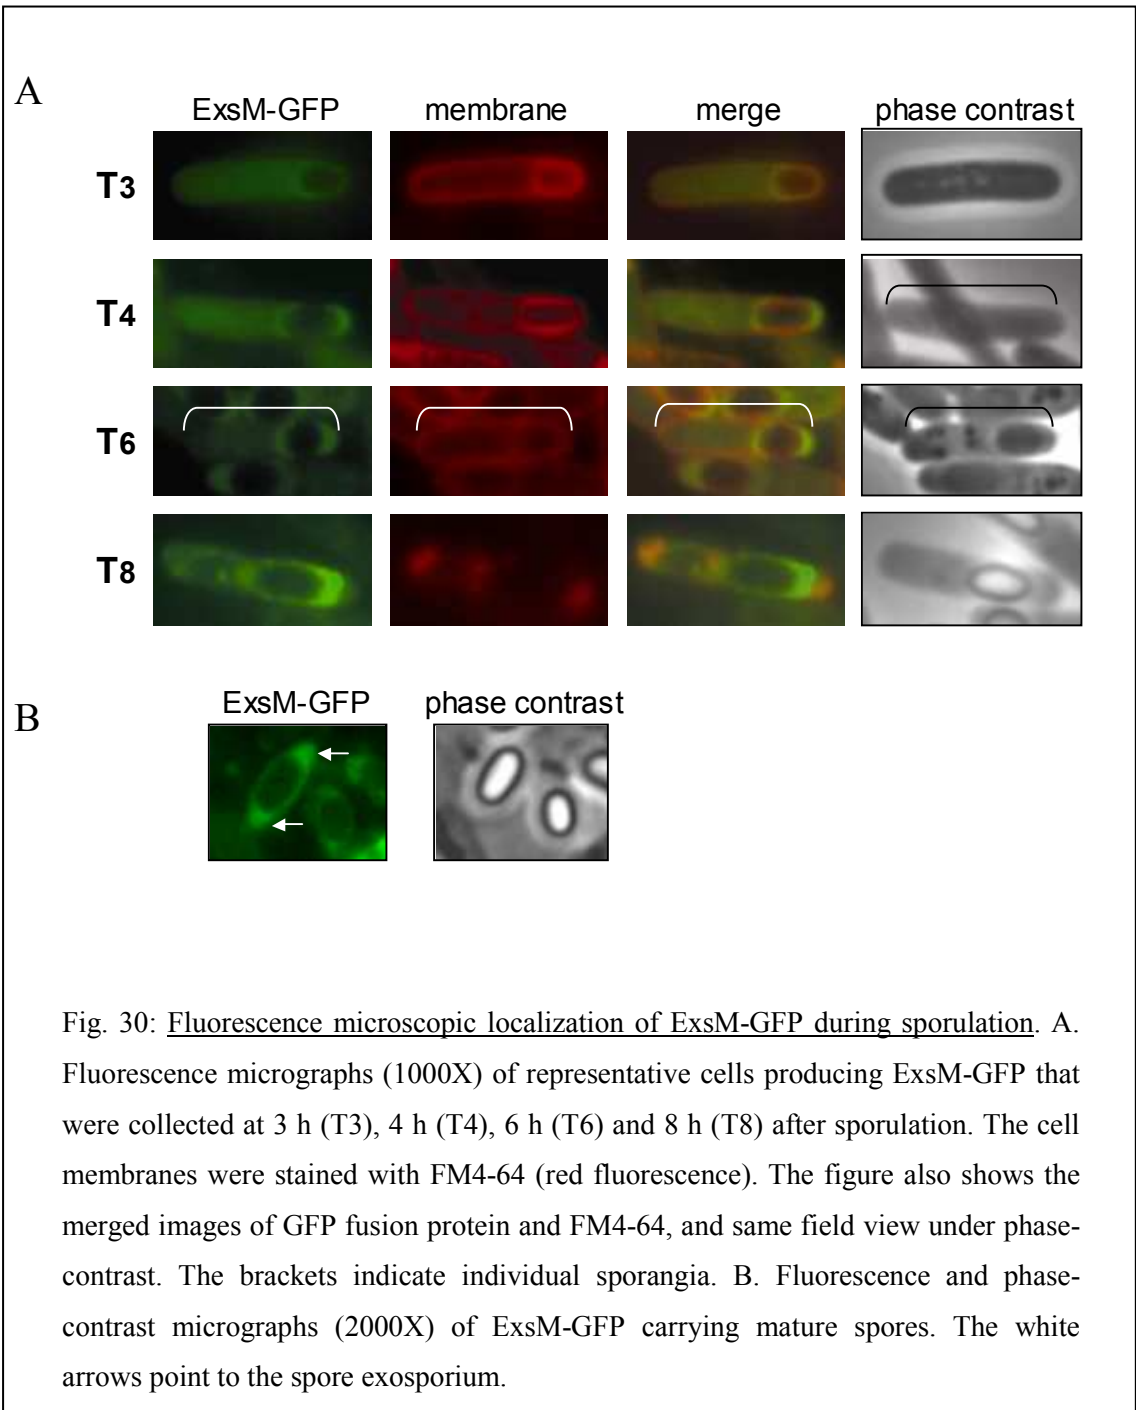 A
ExsM-GFP membrane merge phase contrast
T3
T4
T6
T8
B
ExsM-GFP phase contrast
Fig. 30: Fluorescence microscopic localization of ExsM-GFP during sporulation. A.
Fluorescence micrographs (1000X) of representative cells producing ExsM-GFP that
were collected at 3 h (T3), 4 h (T4), 6 h (T6) and 8 h (T8) after sporulation. The cell
membranes were stained with FM4-64 (red fluorescence). The figure also shows the
merged images of GFP fusion protein and FM4-64, and same field view under phase-
contrast. The brackets indicate individual sporangia. B. Fluorescence and phase-
contrast micrographs (2000X) of ExsM-GFP carrying mature spores. The white
arrows point to the spore exosporium.